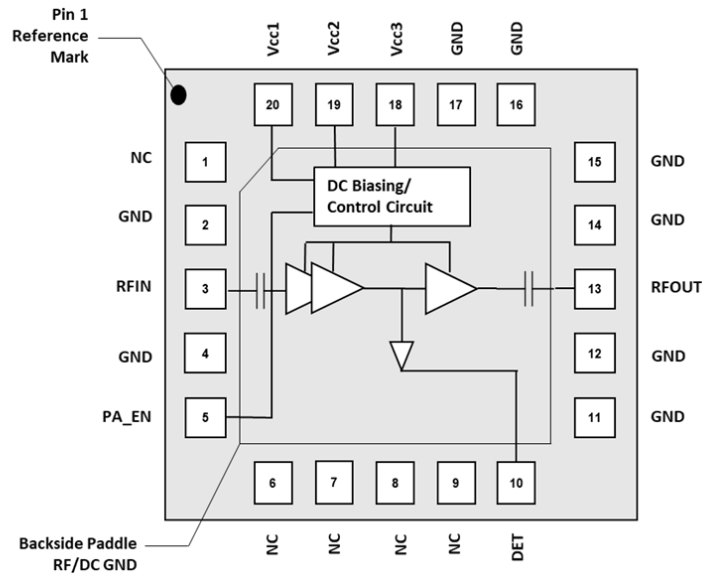 Pin 1
Reference
Mark
Vcc1
Vcc2
Vcc3
GND
GND
20
19
18
17
16
NC
1
15
GND
DC Biasing/
Control Circuit
GND
2
14
GND
RFIN
3
13
RFOUT
GND
4
12
GND
PA_EN
5
11
GND
6
7
8
9
10
NC
NC
NC
NC
DET
Backside Paddle
RF/DC GND